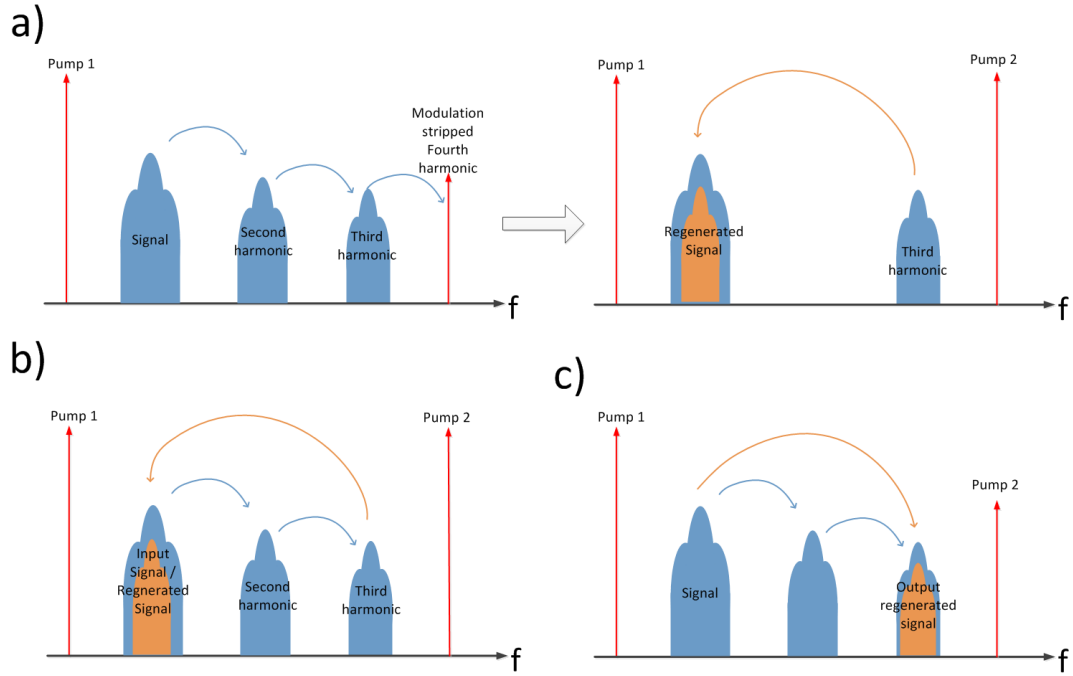 a)
Pump 1
Signal
Second
harmonic
Third
harmonic
Modulation
stripped
Fourth
harmonic
f
Pump 1
Pump 2
Regenerated
Signal
Third
harmonic
f
b)
Pump 1
Pump 2
Input
Signal /
Regnerated
Signal
Second
harmonic
Third
harmonic
f
c)
Pump 1
Pump 2
Signal
Output
regenerated
signal
f